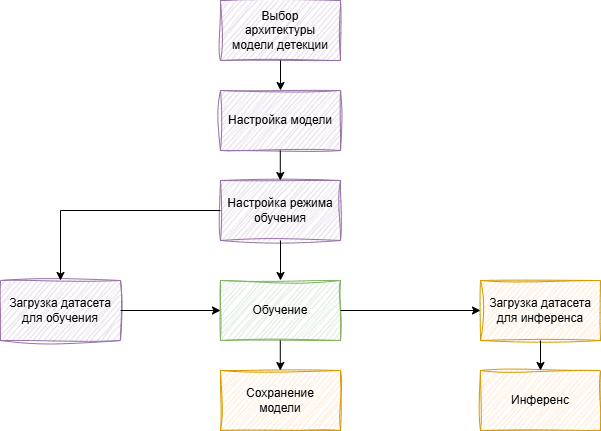 Выбор
архитектуры
модели детекции
Настройка модели
Настройка режима
обучения
Загрузка датасета
для обучения
Обучение
Загрузка датасета
для инференса
Сохранение
модели
Инференс